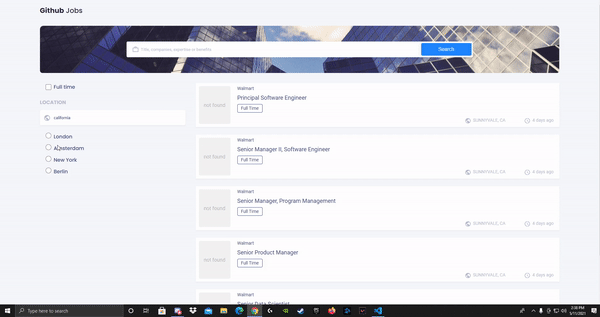 Github Jobs
Title, companies, expertise or benefits
Search
Full time
LOCATION
california
London
Amsterdam
New York
Berlin
not found
Walmart
Principal Software Engineer
Full Time
SUNNYVALE, CA
4 days ago
not found
Walmart
Senior Manager II, Software Engineer
Full Time
SUNNYVALE, CA
4 days ago
not found
Walmart
Senior Manager, Program Management
Full Time
SUNNYVALE, CA
4 days ago
not found
Walmart
Senior Product Manager
Full Time
SUNNYVALE, CA
4 days ago
Walmart
Senior Data Scientist
Type here to search
5/11/2021